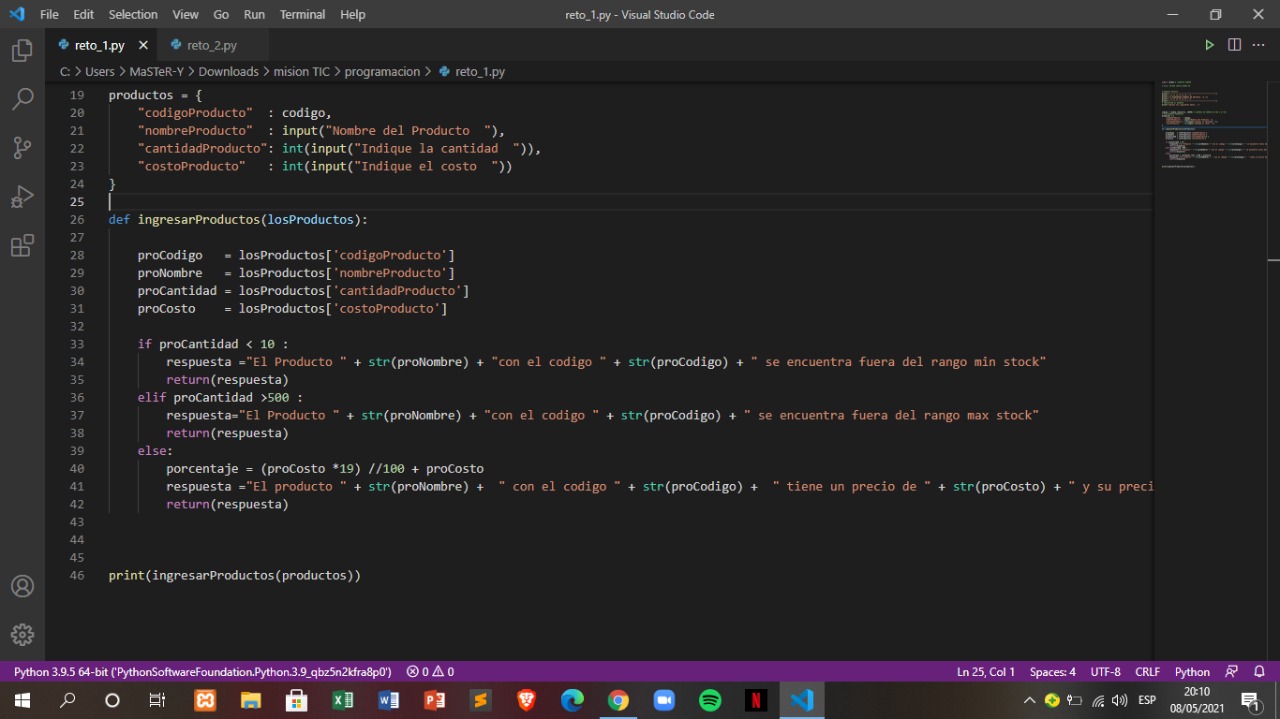 File Edit Selection View Go Run Terminal Help reto_1.py - Visual Studio Code
reto_1.py reto_2.py
C: > Users > MaSTeR-Y > Downloads > mision TIC > programacion > reto_1.py
19 productos = {
20 "codigoProducto" : codigo,
21 "nombreProducto" : input("Nombre del Producto "),
22 "cantidadProducto": int(input("Indique la cantidad ")),
23 "costoProducto" : int(input("Indique el costo "))
24 }
25
26 def ingresarProductos(losProductos):
27
28 proCodigo = losProductos['codigoProducto']
29 proNombre = losProductos['nombreProducto']
30 proCantidad = losProductos['cantidadProducto']
31 proCosto = losProductos['costoProducto']
32
33 if proCantidad < 10 :
34 respuesta ="El Producto " + str(proNombre) + "con el codigo " + str(proCodigo) + " se encuentra fuera del rango min stock"
35 return(respuesta)
36 elif proCantidad >500 :
37 respuesta="El Producto " + str(proNombre) + "con el codigo " + str(proCodigo) + " se encuentra fuera del rango max stock"
38 return(respuesta)
39 else:
40 porcentaje = (proCosto *19) //100 + proCosto
41 respuesta ="El producto " + str(proNombre) + " con el codigo " + str(proCodigo) + " tiene un precio de " + str(proCosto) + " y su preci
42 return(respuesta)
43
44
45
46 print(ingresarProductos(productos))
Python 3.9.5 64-bit ('PythonSoftwareFoundation.Python.3.9_qbz5n2kfra8p0') 0 0 Ln 25, Col 1 Spaces: 4 UTF-8 CRLF Python
ESP 20:10
08/05/2021 1